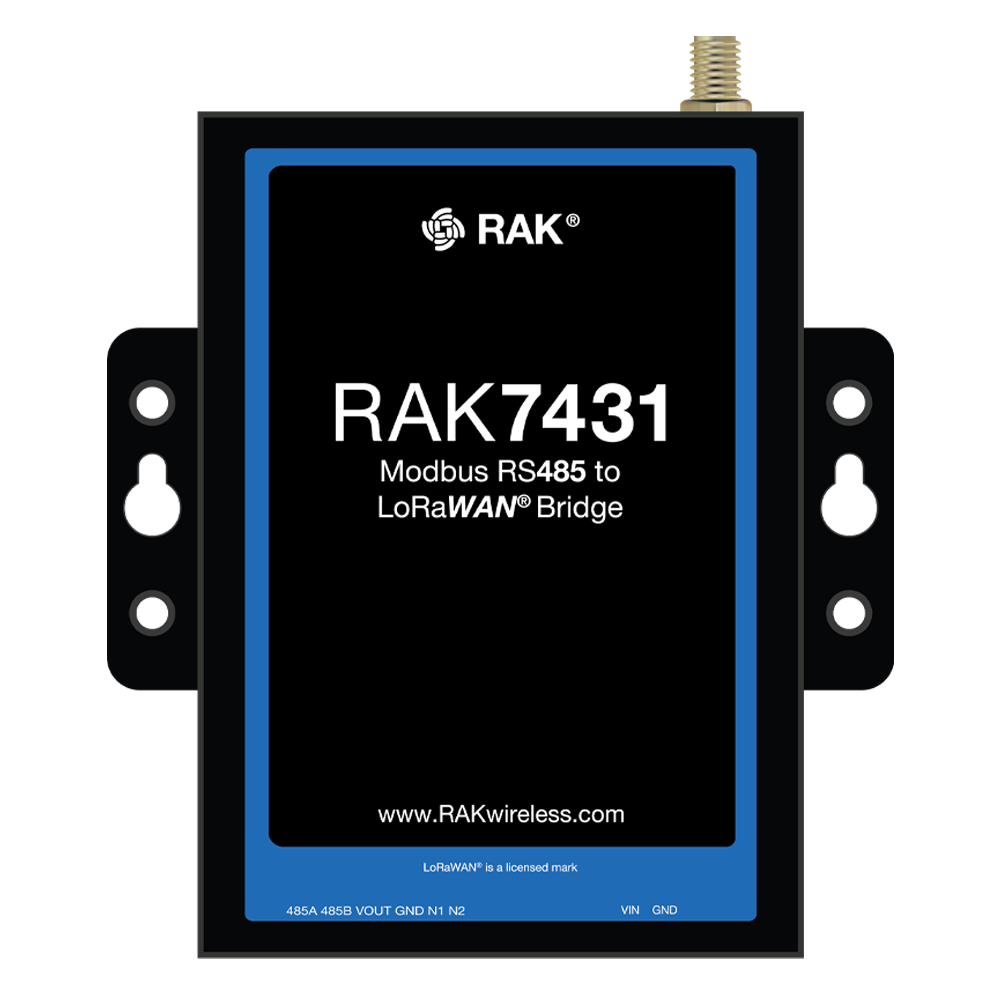 RAK®
RAK7431
Modbus RS485 to
LoRaWAN® Bridge
www.RAKwireless.com
LoRaWAN® is a licensed mark
485A 485B VOUT GND N1 N2 VIN GND